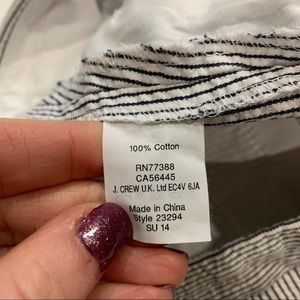 100% Cotton
RN77388
CA56445
J. CREW U.K. Ltd EC4V 6JA
Made in China
Style 23294
SU 14